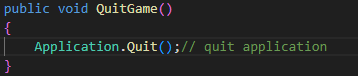 public void QuitGame()
{
    Application.Quit();// quit application
}